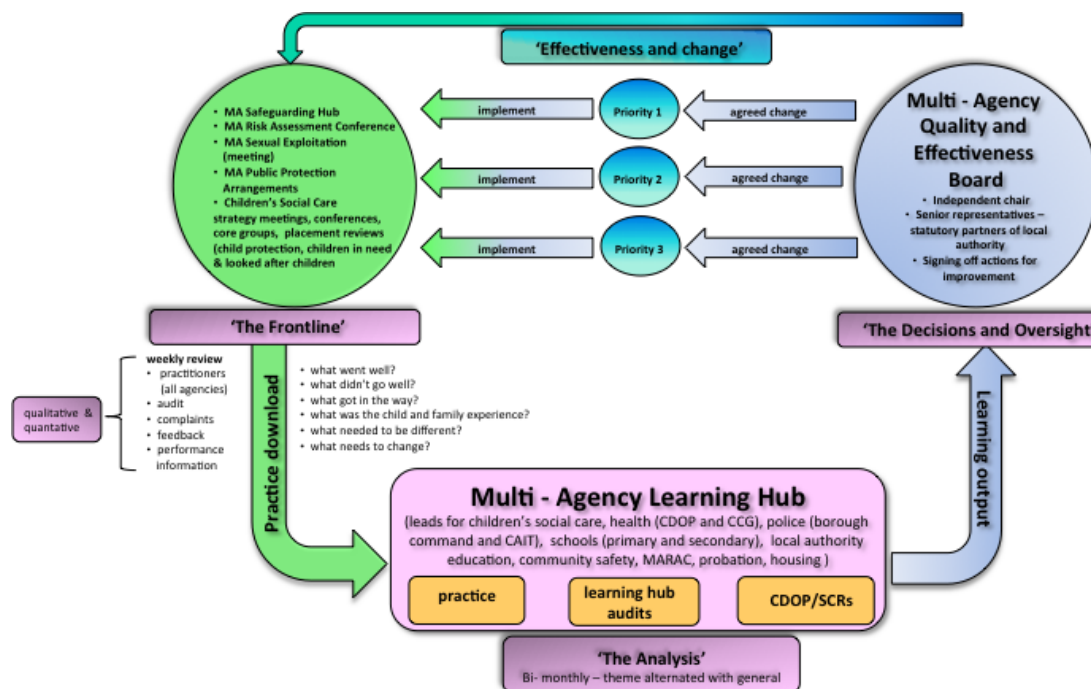 'Effectiveness and change'
• MA Safeguarding Hub
• MA Risk Assessment Conference
• MA Sexual Exploitation
(meeting)
• MA Public Protection
Arrangements
• Children's Social Care
strategy meetings, conferences,
core groups, placement reviews
(child protection, children in need
& looked after children
implement
Priority 1
agreed change
implement
Priority 2
agreed change
implement
Priority 3
agreed change
Multi - Agency
Quality and
Effectiveness
Board
• Independent chair
• Senior representatives –
statutory partners of local
authority
• Signing off actions for
improvement
'The Frontline'
'The Decisions and Oversight'
qualitative &
quantative
weekly review
• practitioners
(all agencies)
• audit
• complaints
• feedback
• performance
information
Practice download
• what went well?
• what didn't go well?
• what got in the way?
• what was the child and family experience?
• what needed to be different?
• what needs to change?
Learning output
Multi - Agency Learning Hub
(leads for children's social care, health (CDOP and CCG), police (borough
command and CAIT), schools (primary and secondary), local authority
education, community safety, MARAC, probation, housing )
practice
learning hub
audits
CDOP/SCRs
'The Analysis'
Bi- monthly – theme alternated with general